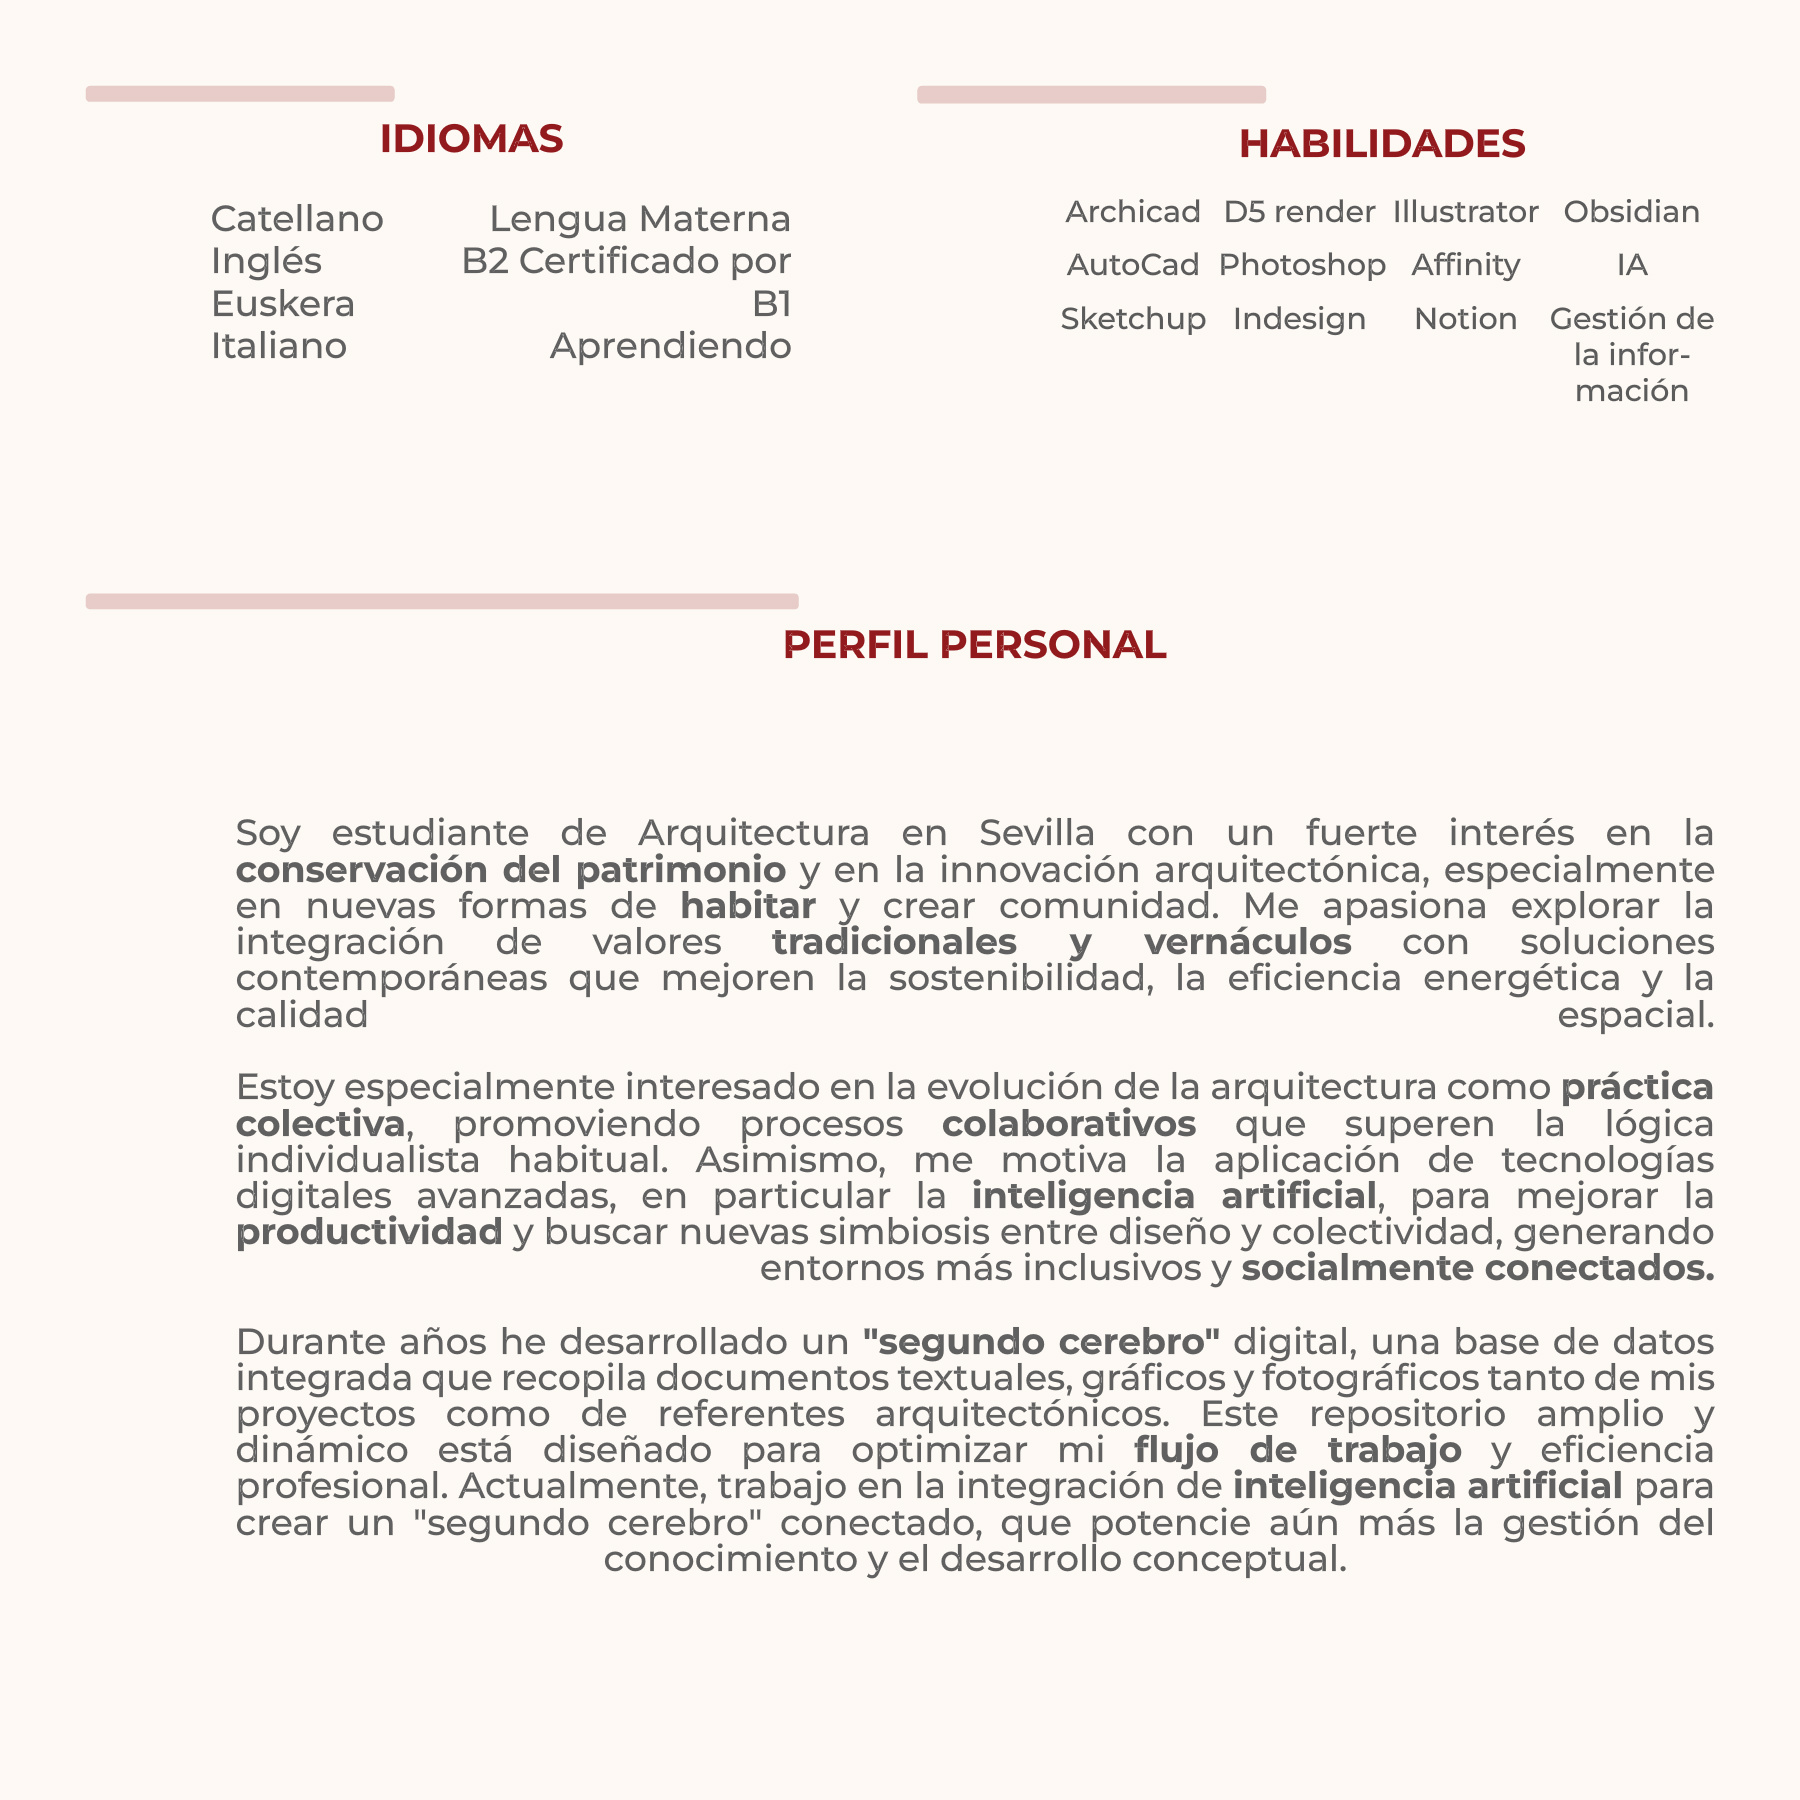 IDIOMAS
Catellano Lengua Materna
Inglés B2 Certificado por
Euskera B1
Italiano Aprendiendo
HABILIDADES
Archicad D5 render Illustrator Obsidian
AutoCad Photoshop Affinity IA
Sketchup Indesign Notion Gestión de
la infor-
mación
PERFIL PERSONAL
Soy estudiante de Arquitectura en Sevilla con un fuerte interés en la
conservación del patrimonio y en la innovación arquitectónica, especialmente
en nuevas formas de habitar y crear comunidad. Me apasiona explorar la
integración de valores tradicionales y vernáculos con soluciones
contemporáneas que mejoren la sostenibilidad, la eficiencia energética y la
calidad espacial.
Estoy especialmente interesado en la evolución de la arquitectura como práctica
colectiva, promoviendo procesos colaborativos que superen la lógica
individualista habitual. Asimismo, me motiva la aplicación de tecnologías
digitales avanzadas, en particular la inteligencia artificial, para mejorar la
productividad y buscar nuevas simbiosis entre diseño y colectividad, generando
entornos más inclusivos y socialmente conectados.
Durante años he desarrollado un "segundo cerebro" digital, una base de datos
integrada que recopila documentos textuales, gráficos y fotográficos tanto de mis
proyectos como de referentes arquitectónicos. Este repositorio amplio y
dinámico está diseñado para optimizar mi flujo de trabajo y eficiencia
profesional. Actualmente, trabajo en la integración de inteligencia artificial para
crear un "segundo cerebro" conectado, que potencie aún más la gestión del
conocimiento y el desarrollo conceptual.